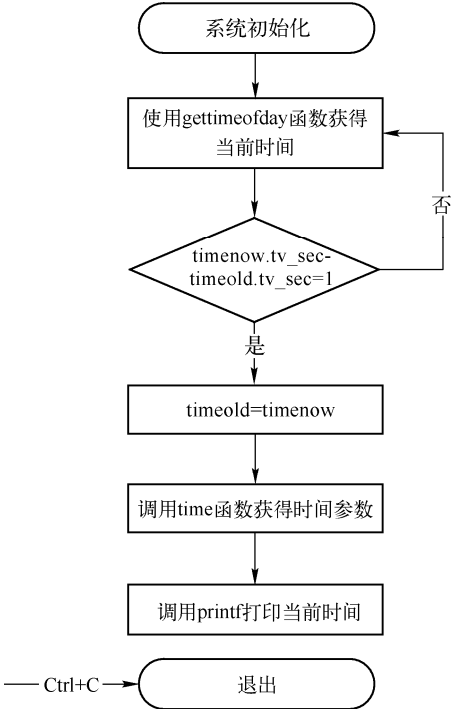 系统初始化
使用gettimeofday函数获得
当前时间
否
timenow.tv_sec-
timeold.tv_sec=1
是
timeold=timenow
调用time函数获得时间参数
调用printf打印当前时间
Ctrl+C
退出